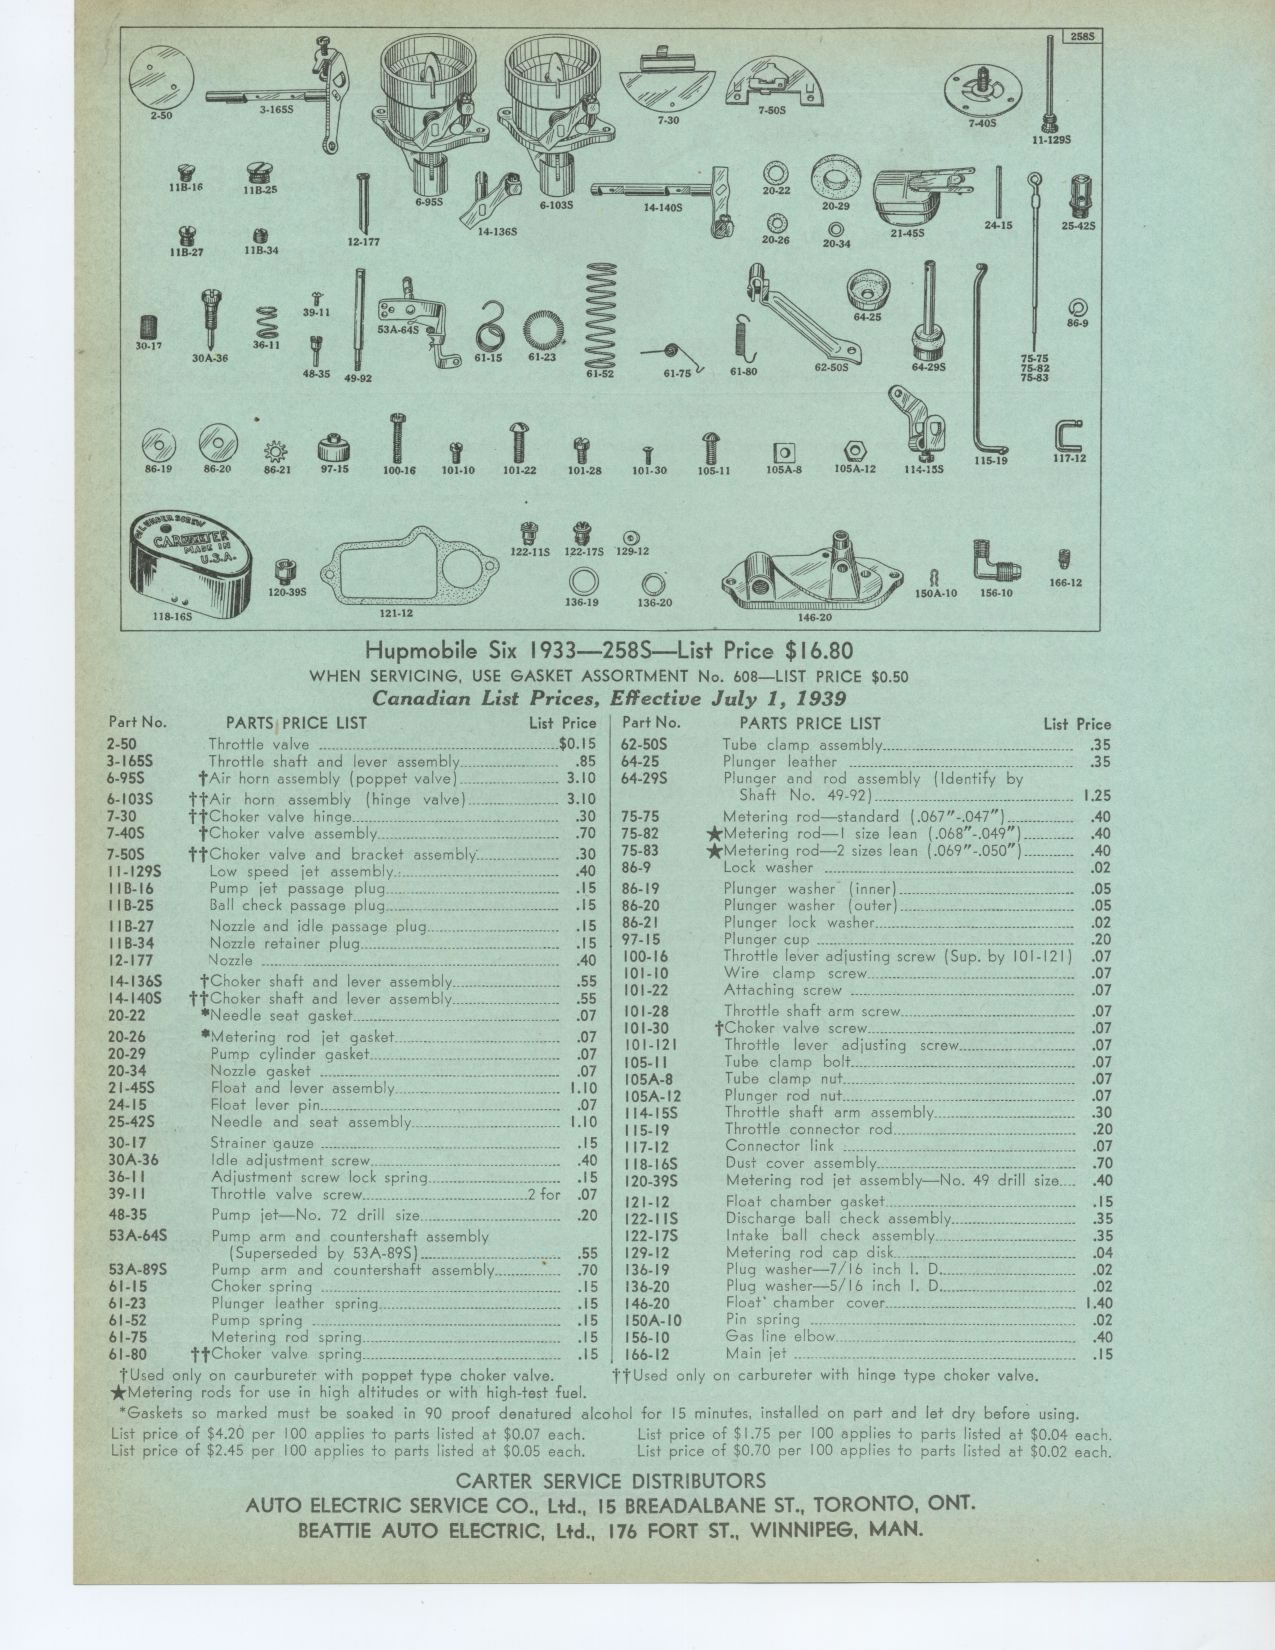 258S
2-50
3-165S
6-95S
6-103S
7-30
7-50S
7-40S
11-129S
11B-16
11B-25
12-177
14-136S
14-140S
20-22
20-29
21-45S
24-15
25-42S
11B-27
11B-34
20-26
20-34
30-17
30A-36
36-11
39-11
48-35
49-92
53A-64S
61-15
61-23
61-52
61-75
61-80
62-50S
64-25
64-29S
75-75
75-82
75-83
86-9
86-19
86-20
86-21
97-15
100-16
101-10
101-22
101-28
101-30
105-11
105A-8
105A-12
114-15S
115-19
117-12
CARTER
MADE IN
U.S.A.
118-16S
120-39S
121-12
122-11S
122-17S
129-12
136-19
136-20
146-20
150A-10
156-10
166-12
Hupmobile Six 1933—258S—List Price $16.80
WHEN SERVICING, USE GASKET ASSORTMENT No. 608—LIST PRICE $0.50
Canadian List Prices, Effective July 1, 1939
Part No. PARTS PRICE LIST List Price
2-50 Throttle valve $0.15
3-165S Throttle shaft and lever assembly .85
6-95S †Air horn assembly (poppet valve) 3.10
6-103S ††Air horn assembly (hinge valve) 3.10
7-30 ††Choker valve hinge .30
7-40S †Choker valve assembly .70
7-50S ††Choker valve and bracket assembly .30
11-129S Low speed jet assembly .40
11B-16 Pump jet passage plug .15
11B-25 Ball check passage plug .15
11B-27 Nozzle and idle passage plug .15
11B-34 Nozzle retainer plug .15
12-177 Nozzle .40
14-136S †Choker shaft and lever assembly .55
14-140S ††Choker shaft and lever assembly .55
20-22 *Needle seat gasket .07
20-26 *Metering rod jet gasket .07
20-29 Pump cylinder gasket .07
20-34 Nozzle gasket .07
21-45S Float and lever assembly 1.10
24-15 Float lever pin .07
25-42S Needle and seat assembly 1.10
30-17 Strainer gauze .15
30A-36 Idle adjustment screw .40
36-11 Adjustment screw lock spring .15
39-11 Throttle valve screw 2 for .07
48-35 Pump jet—No. 72 drill size .20
53A-64S Pump arm and countershaft assembly
(Superseded by 53A-89S) .55
53A-89S Pump arm and countershaft assembly .70
61-15 Choker spring .15
61-23 Plunger leather spring .15
61-52 Pump spring .15
61-75 Metering rod spring .15
61-80 ††Choker valve spring .15
Part No. PARTS PRICE LIST List Price
62-50S Tube clamp assembly .35
64-25 Plunger leather .35
64-29S Plunger and rod assembly (Identify by
Shaft No. 49-92) 1.25
75-75 Metering rod—standard (.067"-.047") .40
75-82 ★Metering rod—1 size lean (.068"-.049") .40
75-83 ★Metering rod—2 sizes lean (.069"-.050") .40
86-9 Lock washer .02
86-19 Plunger washer (inner) .05
86-20 Plunger washer (outer) .05
86-21 Plunger lock washer .02
97-15 Plunger cup .20
100-16 Throttle lever adjusting screw (Sup. by 101-121) .07
101-10 Wire clamp screw .07
101-22 Attaching screw .07
101-28 Throttle shaft arm screw .07
101-30 †Choker valve screw .07
101-121 Throttle lever adjusting screw .07
105-11 Tube clamp bolt .07
105A-8 Tube clamp nut .07
105A-12 Plunger rod nut .07
114-15S Throttle shaft arm assembly .30
115-19 Throttle connector rod .20
117-12 Connector link .07
118-16S Dust cover assembly .70
120-39S Metering rod jet assembly—No. 49 drill size .40
121-12 Float chamber gasket .15
122-11S Discharge ball check assembly .35
122-17S Intake ball check assembly .35
129-12 Metering rod cap disk .04
136-19 Plug washer—7/16 inch I. D. .02
136-20 Plug washer—5/16 inch I. D. .02
146-20 Float chamber cover 1.40
150A-10 Pin spring .02
156-10 Gas line elbow .40
166-12 Main jet .15
†Used only on caurbureter with poppet type choker valve. ††Used only on carbureter with hinge type choker valve.
★Metering rods for use in high altitudes or with high-test fuel.
*Gaskets so marked must be soaked in 90 proof denatured alcohol for 15 minutes, installed on part and let dry before using.
List price of $4.20 per 100 applies to parts listed at $0.07 each. List price of $1.75 per 100 applies to parts listed at $0.04 each.
List price of $2.45 per 100 applies to parts listed at $0.05 each. List price of $0.70 per 100 applies to parts listed at $0.02 each.
CARTER SERVICE DISTRIBUTORS
AUTO ELECTRIC SERVICE CO., Ltd., 15 BREADALBANE ST., TORONTO, ONT.
BEATTIE AUTO ELECTRIC, Ltd., 176 FORT ST., WINNIPEG, MAN.